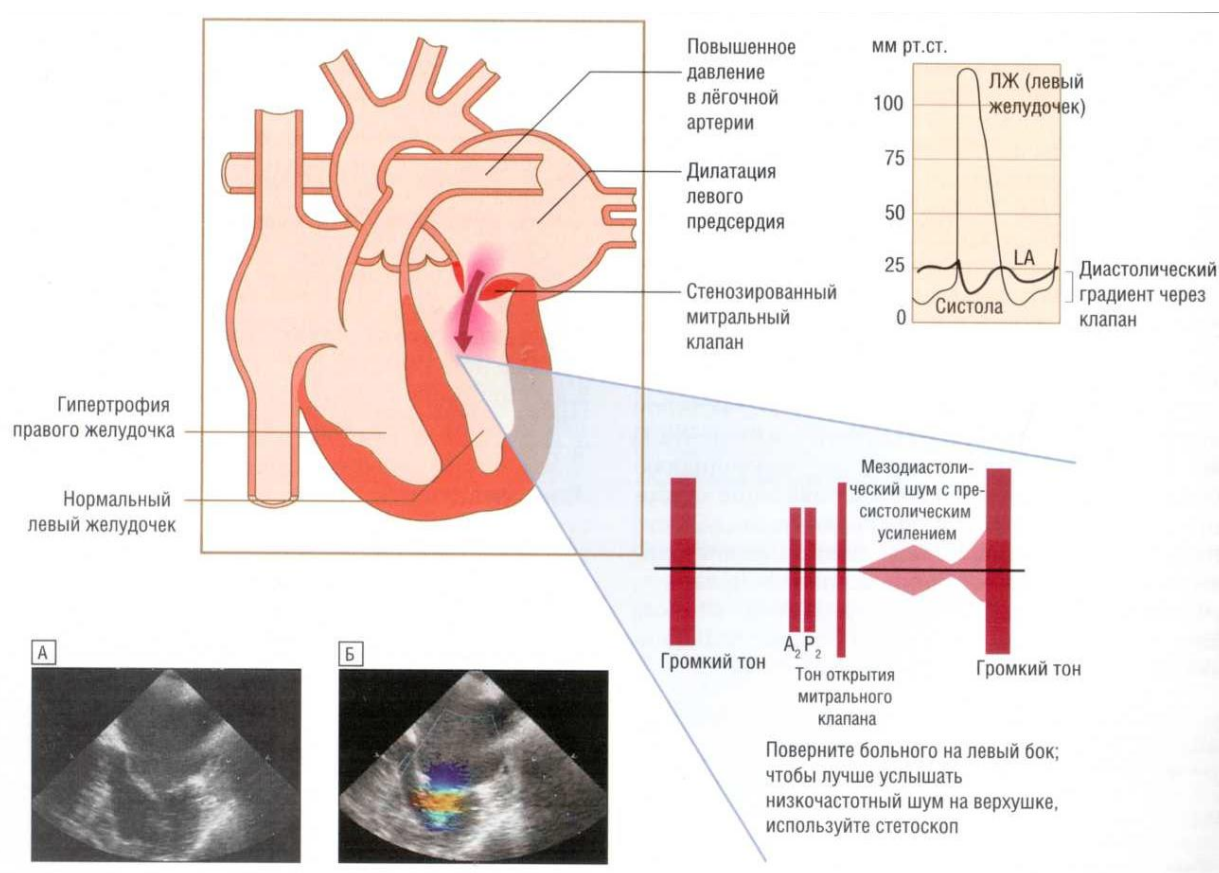 Повышенное
давление
в лёгочной
артерии
Дилатация
левого
предсердия
Стенозированный
митральный
клапан
Гипертрофия
правого желудочка
Нормальный
левый желудочек
мм рт.ст.
100
75
50
25
0
ЛЖ (левый
желудочек)
LA
Систола
Диастолический
градиент через
клапан
Мезодиастоли-
ческий шум с пре-
систолическим
усилением
Громкий тон
A2 P2
Тон открытия
митрального
клапана
Громкий тон
Поверните больного на левый бок;
чтобы лучше услышать
низкочастотный шум на верхушке,
используйте стетоскоп
А
Б